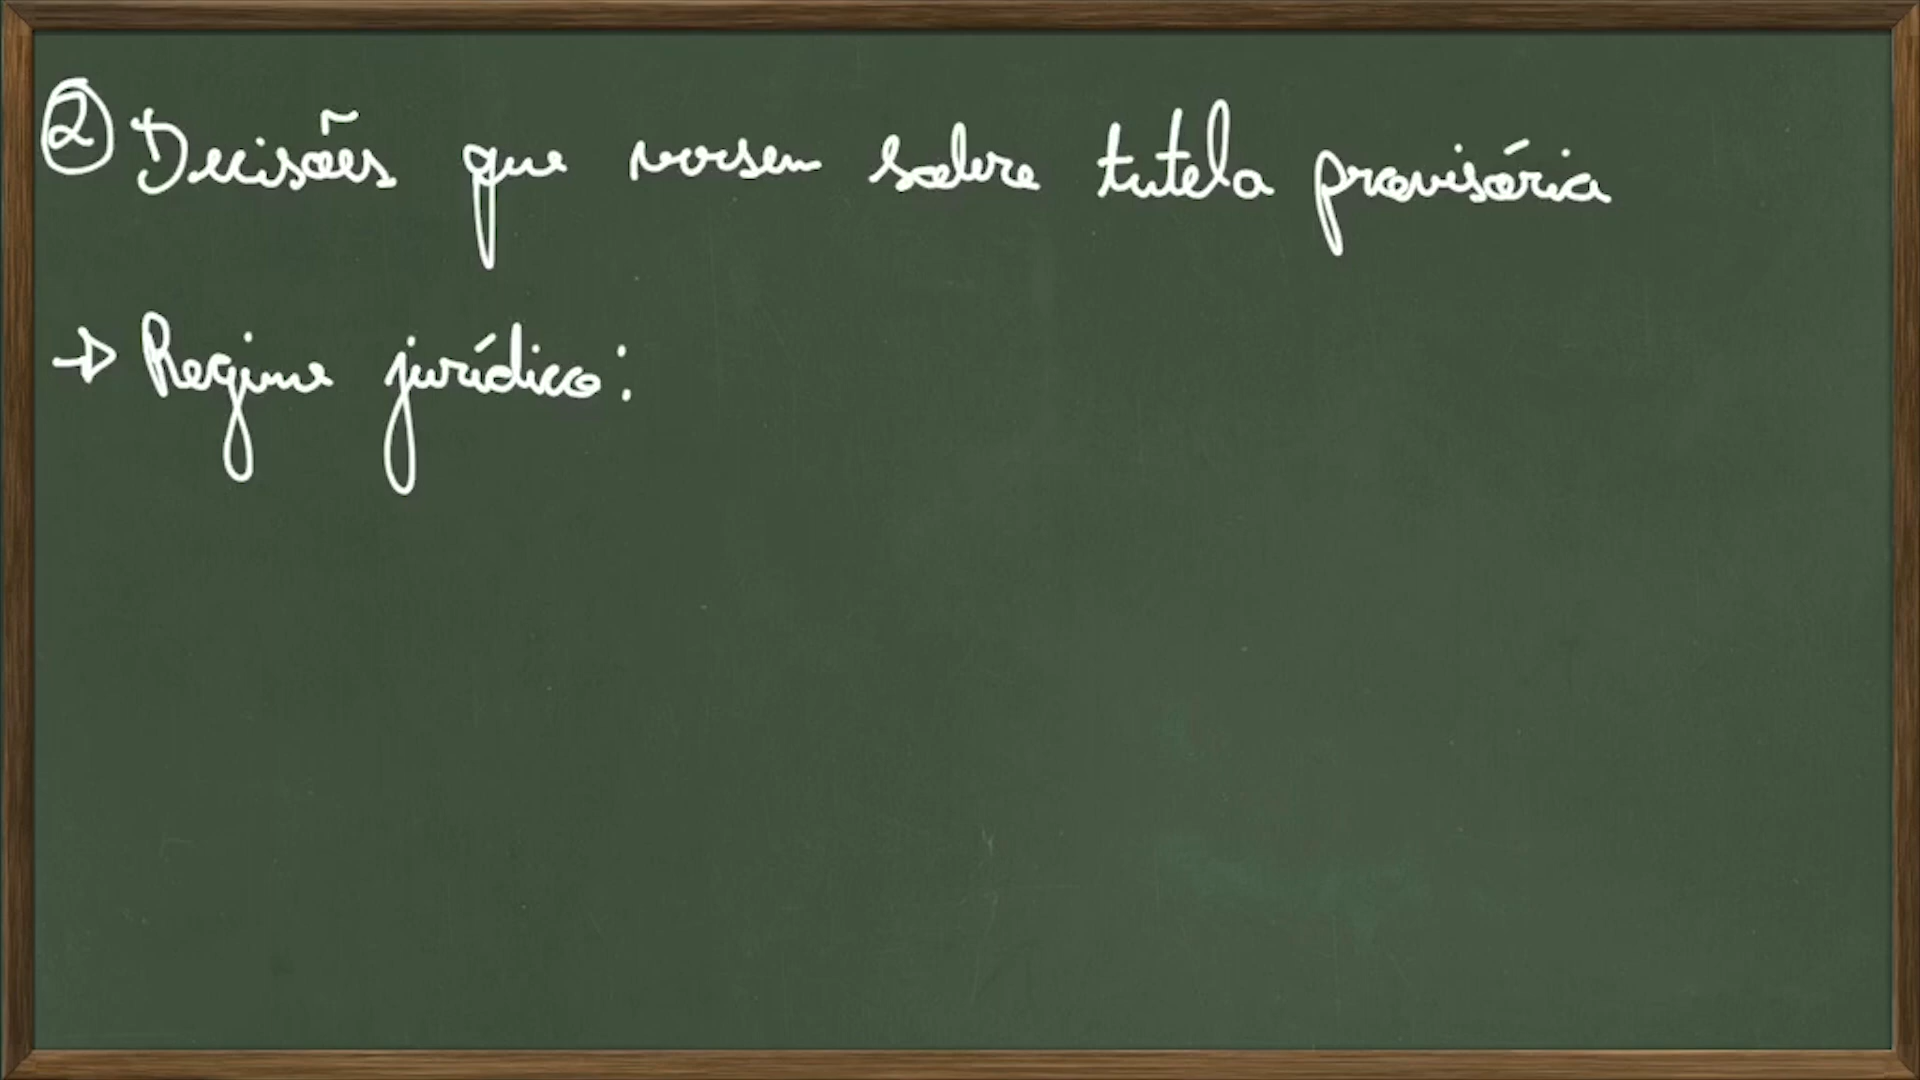 ② Decisões que versem sobre tutela provisória
→ Regime jurídico: